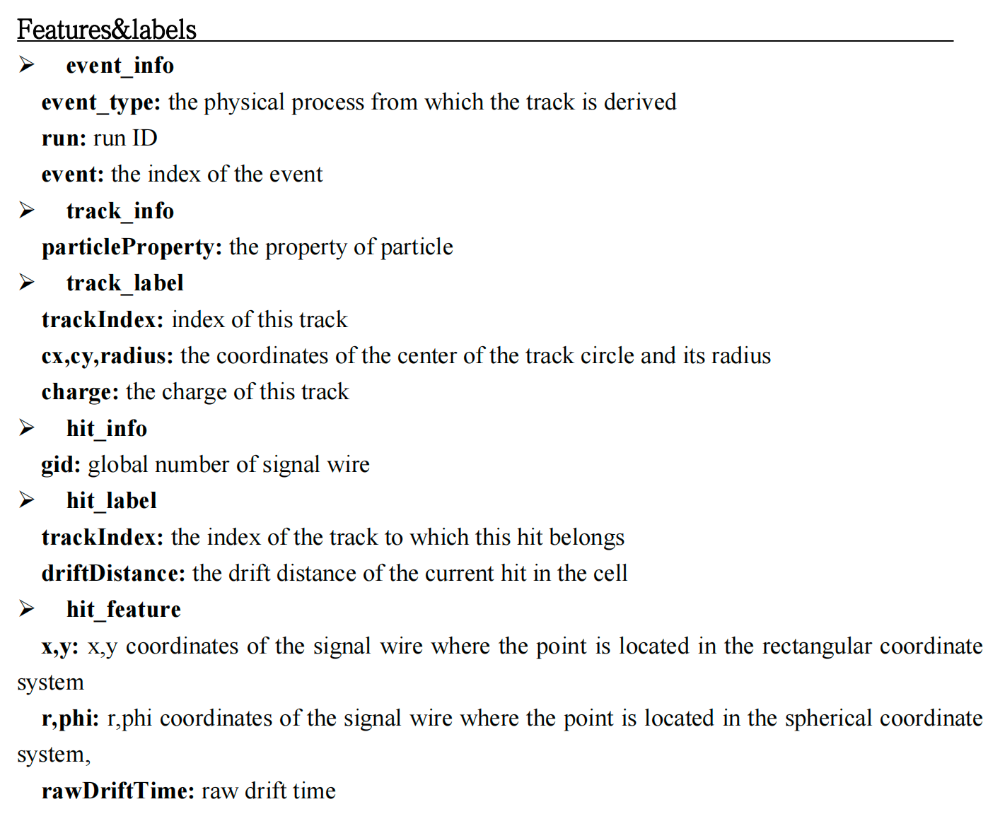 Features&labels
➢ event_info
event_type: the physical process from which the track is derived
run: run ID
event: the index of the event
➢ track_info
particleProperty: the property of particle
➢ track_label
trackIndex: index of this track
cx,cy,radius: the coordinates of the center of the track circle and its radius
charge: the charge of this track
➢ hit_info
gid: global number of signal wire
➢ hit_label
trackIndex: the index of the track to which this hit belongs
driftDistance: the drift distance of the current hit in the cell
➢ hit_feature
x,y: x,y coordinates of the signal wire where the point is located in the rectangular coordinate
system
r,phi: r,phi coordinates of the signal wire where the point is located in the spherical coordinate
system,
rawDriftTime: raw drift time